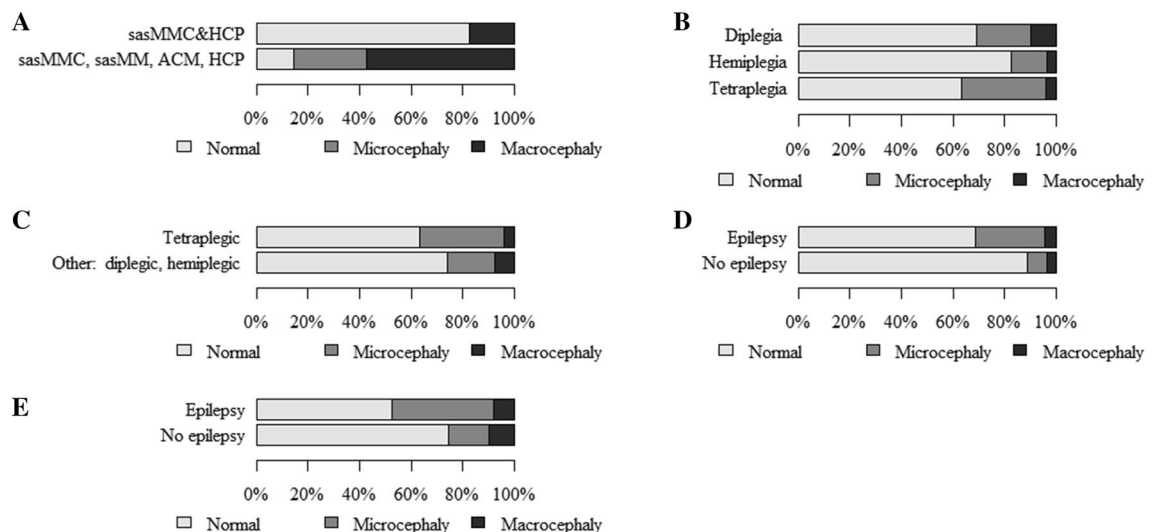 A
sasMMC&HCP
sasMMC, sasMM, ACM, HCP
0% 20% 40% 60% 80% 100%
Normal Microcephaly Macrocephaly
B
Diplegia
Hemiplegia
Tetraplegia
0% 20% 40% 60% 80% 100%
Normal Microcephaly Macrocephaly
C
Tetraplegic
Other: diplegic, hemiplegic
0% 20% 40% 60% 80% 100%
Normal Microcephaly Macrocephaly
D
Epilepsy
No epilepsy
0% 20% 40% 60% 80% 100%
Normal Microcephaly Macrocephaly
E
Epilepsy
No epilepsy
0% 20% 40% 60% 80% 100%
Normal Microcephaly Macrocephaly